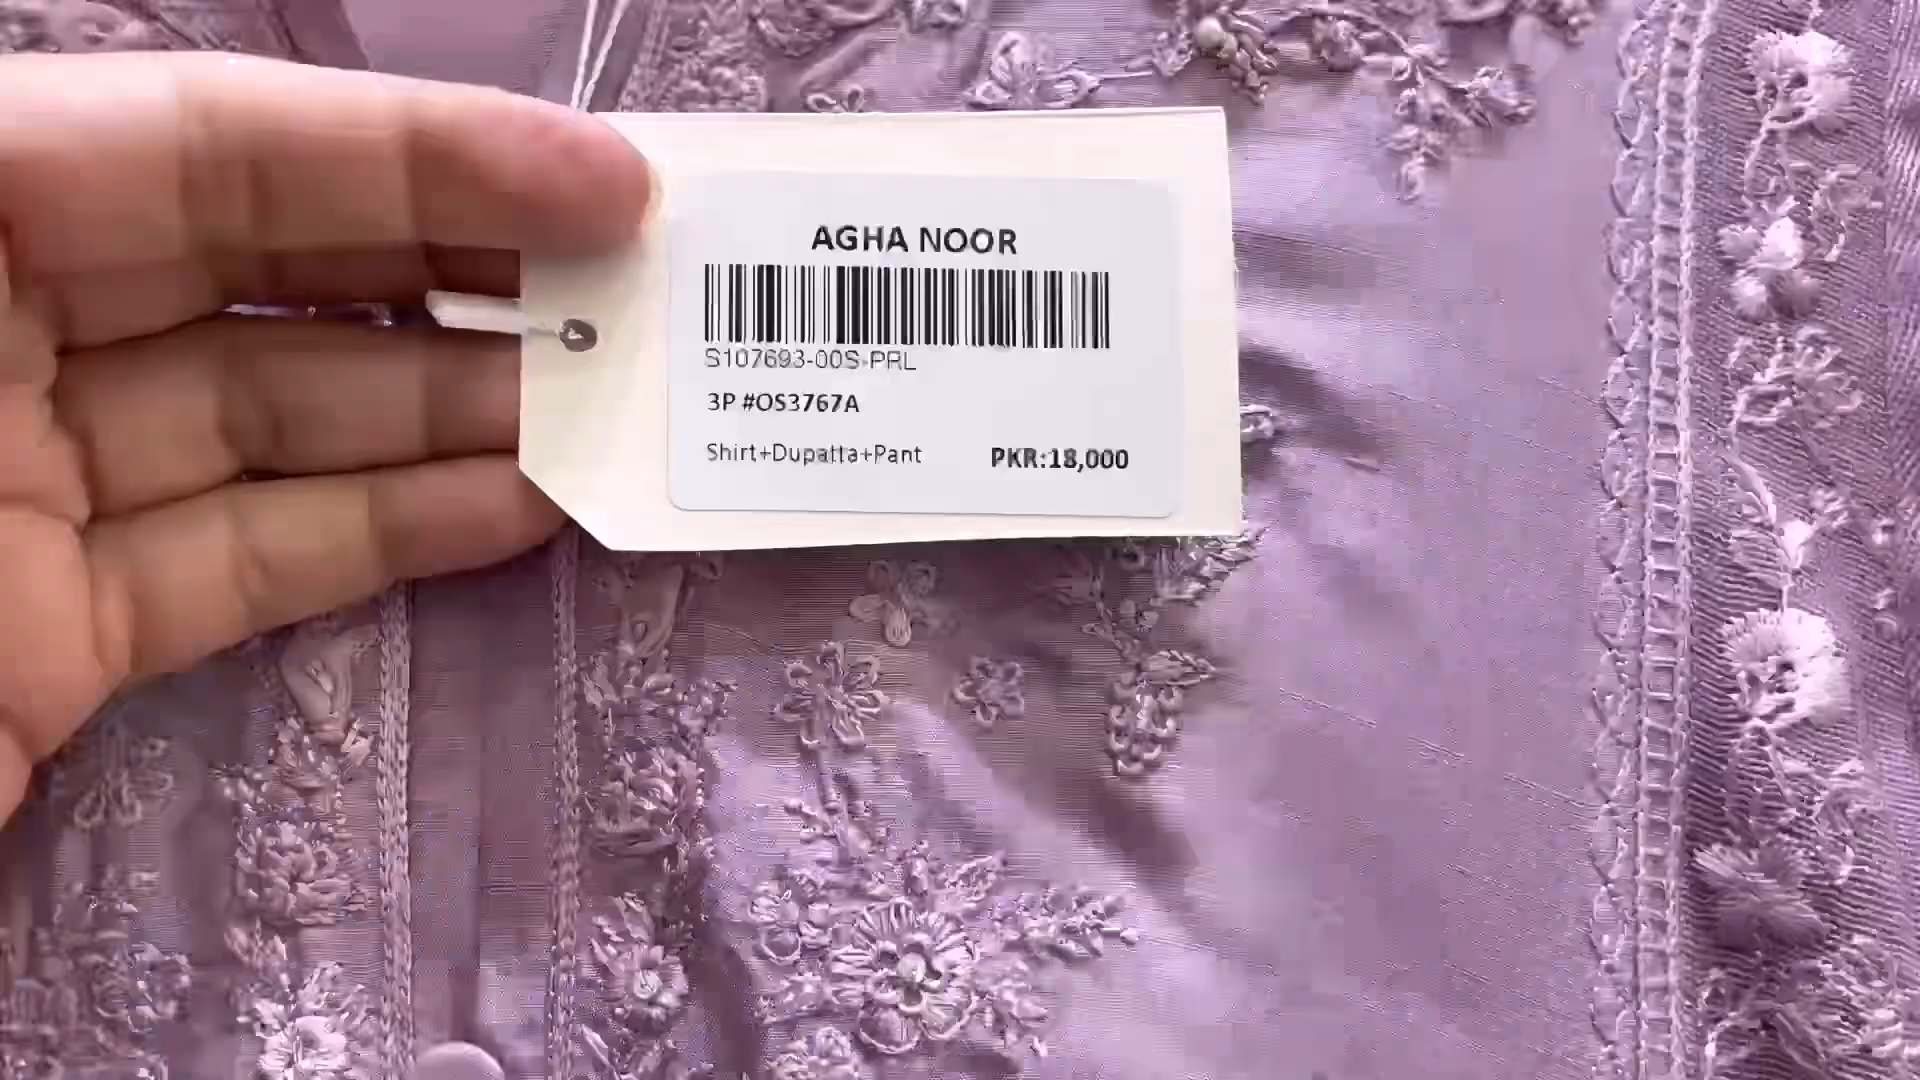 AGHA NOOR
S107693-00S-PRL
3P #OS3767A
Shirt+Dupatta+Pant PKR:18,000